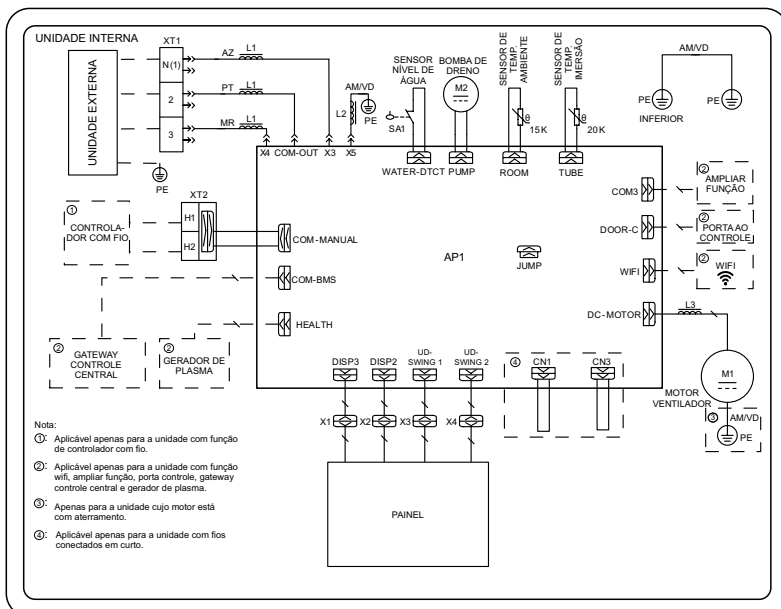 UNIDADE INTERNA
UNIDADE EXTERNA
XT1
N(1)
2
3
AZ
L1
PT
L1
MR
L1
PE
AM/VD
L2
PE
X4
COM-OUT
X3
X5
SENSOR
NÍVEL DE
ÁGUA
SA1
WATER-DTCT
BOMBA DE
DRENO
M2
PUMP
SENSOR DE
TEMP.
AMBIENTE
θ
15K
ROOM
SENSOR DE
TEMP.
IMERSÃO
θ
20K
TUBE
AM/VD
PE
PE
INFERIOR
①
CONTROLA-
DOR COM FIO
XT2
H1
H2
COM-MANUAL
COM-BMS
HEALTH
AP1
JUMP
COM3
②
AMPLIAR
FUNÇÃO
DOOR-C
②
PORTA AO
CONTROLE
WIFI
②
WIFI
DC-MOTOR
L3
②
GATEWAY
CONTROLE
CENTRAL
②
GERADOR DE
PLASMA
DISP3
DISP2
UD-
SWING 1
UD-
SWING 2
④
CN1
CN3
M1
MOTOR
VENTILADOR
③
AM/VD
PE
X1
X2
X3
X4
PAINEL
Nota:
①: Aplicável apenas para a unidade com função
de controlador com fio.
②: Aplicável apenas para a unidade com função
wifi, ampliar função, porta controle, gateway
controle central e gerador de plasma.
③: Apenas para a unidade cujo motor está
com aterramento.
④: Aplicável apenas para a unidade com fios
conectados em curto.